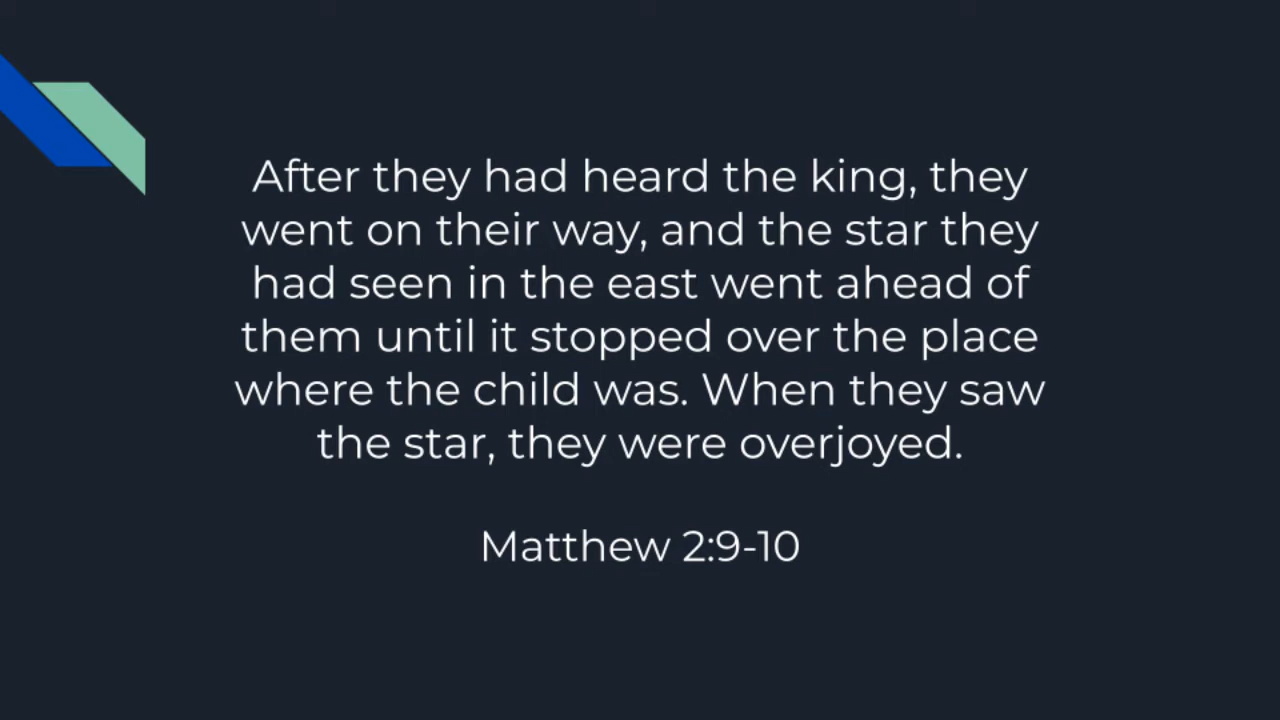 After they had heard the king, they
went on their way, and the star they
had seen in the east went ahead of
them until it stopped over the place
where the child was. When they saw
the star, they were overjoyed.
Matthew 2:9-10